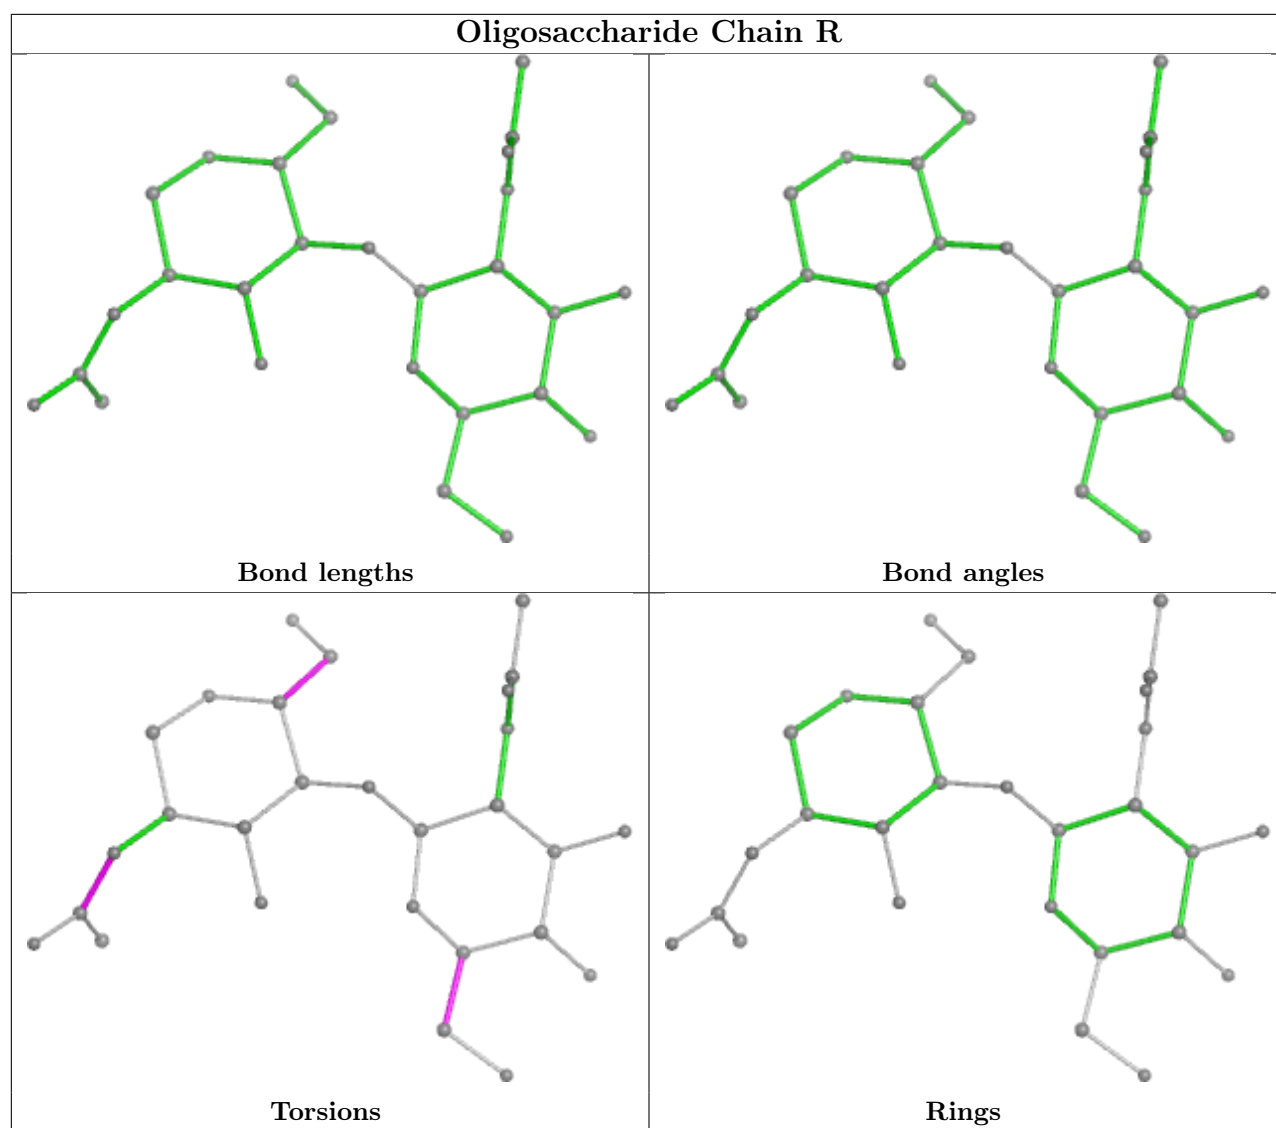 Oligosaccharide Chain R
Bond lengths
Bond angles
Torsions
Rings